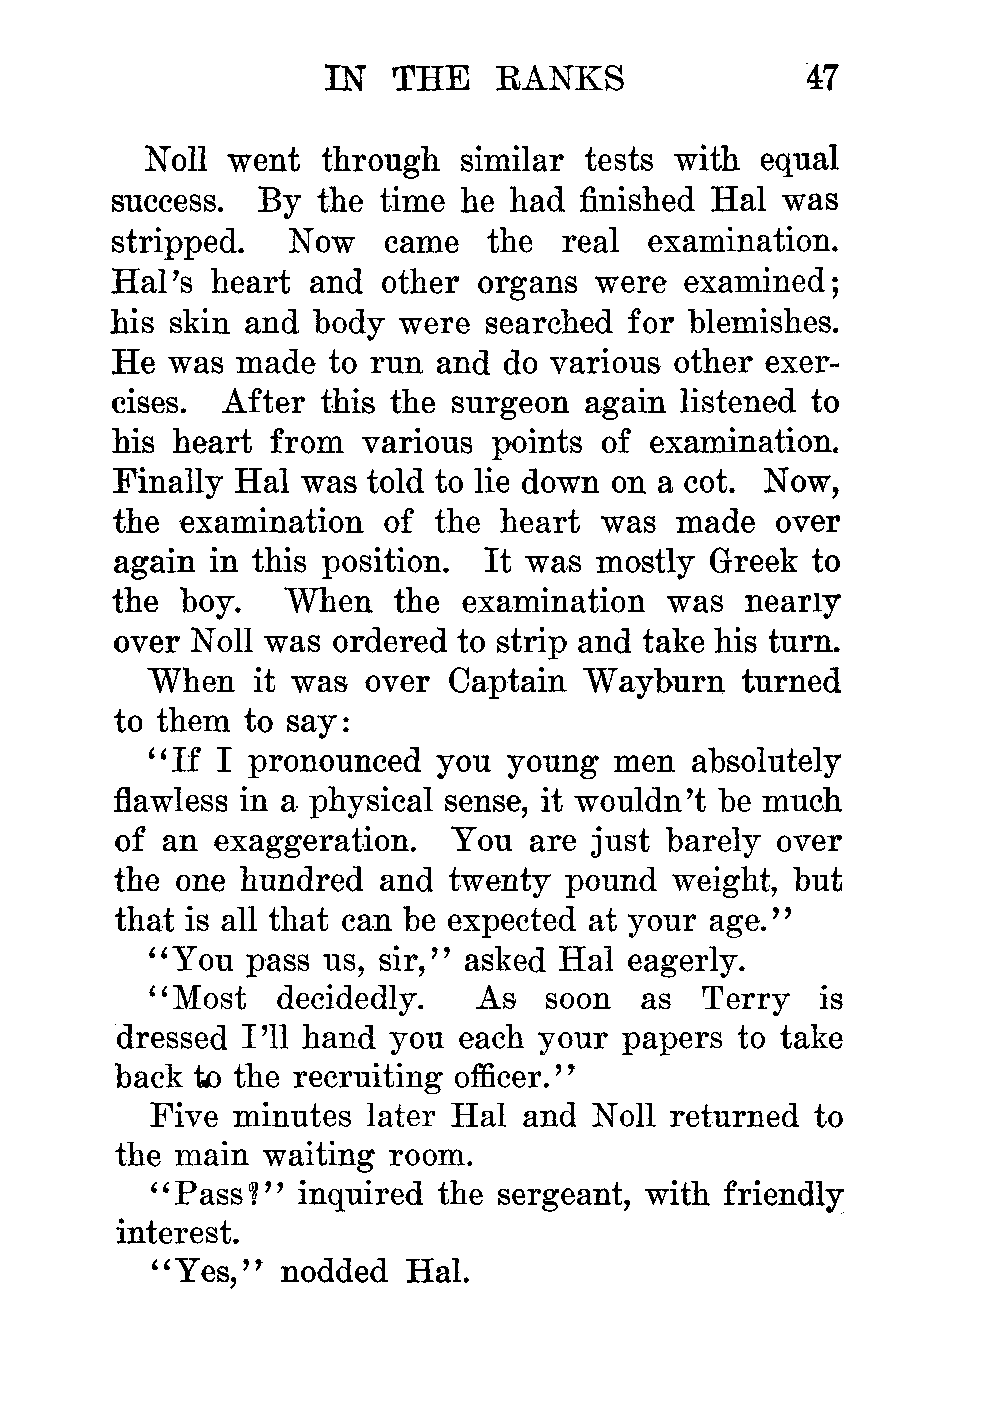 IN THE RANKS 47
Noll went through similar tests with equal
success. By the time he had finished Hal was
stripped. Now came the real examination.
Hal's heart and other organs were examined;
his skin and body were searched for blemishes.
He was made to run and do various other exer-
cises. After this the surgeon again listened to
his heart from various points of examination.
Finally Hal was told to lie down on a cot. Now,
the examination of the heart was made over
again in this position. It was mostly Greek to
the boy. When the examination was nearly
over Noll was ordered to strip and take his turn.
When it was over Captain Wayburn turned
to them to say:
"If I pronounced you young men absolutely
flawless in a physical sense, it wouldn't be much
of an exaggeration. You are just barely over
the one hundred and twenty pound weight, but
that is all that can be expected at your age."
"You pass us, sir," asked Hal eagerly.
"Most decidedly. As soon as Terry is
dressed I'll hand you each your papers to take
back to the recruiting officer."
Five minutes later Hal and Noll returned to
the main waiting room.
"Pass?" inquired the sergeant, with friendly
interest.
"Yes," nodded Hal.